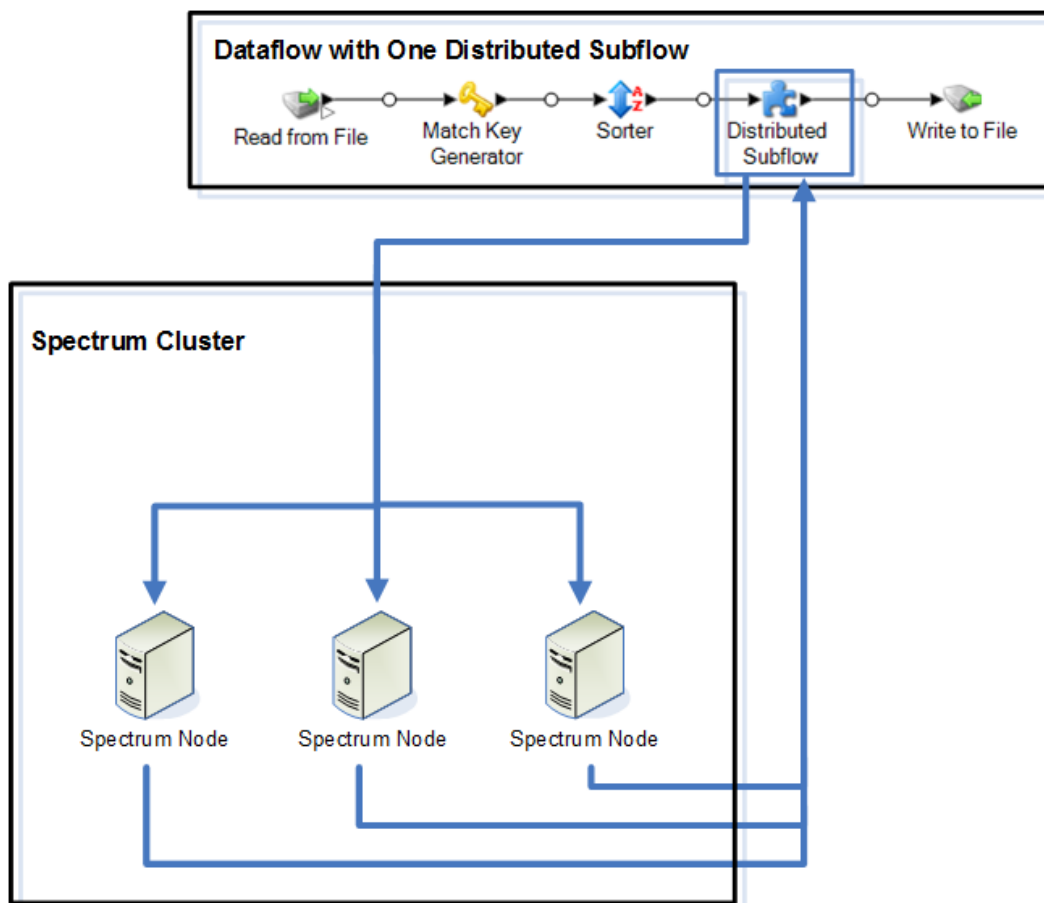 Dataflow with One Distributed Subflow
Read from File
Match Key
Generator
Sorter
Distributed
Subflow
Write to File
Spectrum Cluster
Spectrum Node
Spectrum Node
Spectrum Node